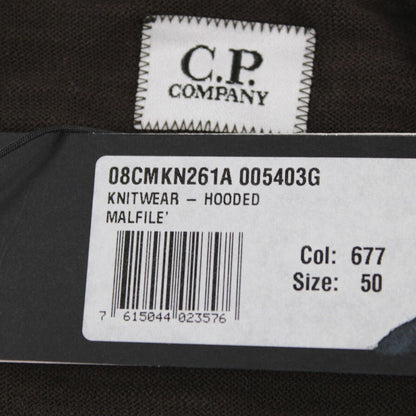 C.P.
COMPANY
08CMKN261A 005403G
KNITWEAR – HOODED
MALFILE'
Col: 677
Size: 50
7 615044 023576